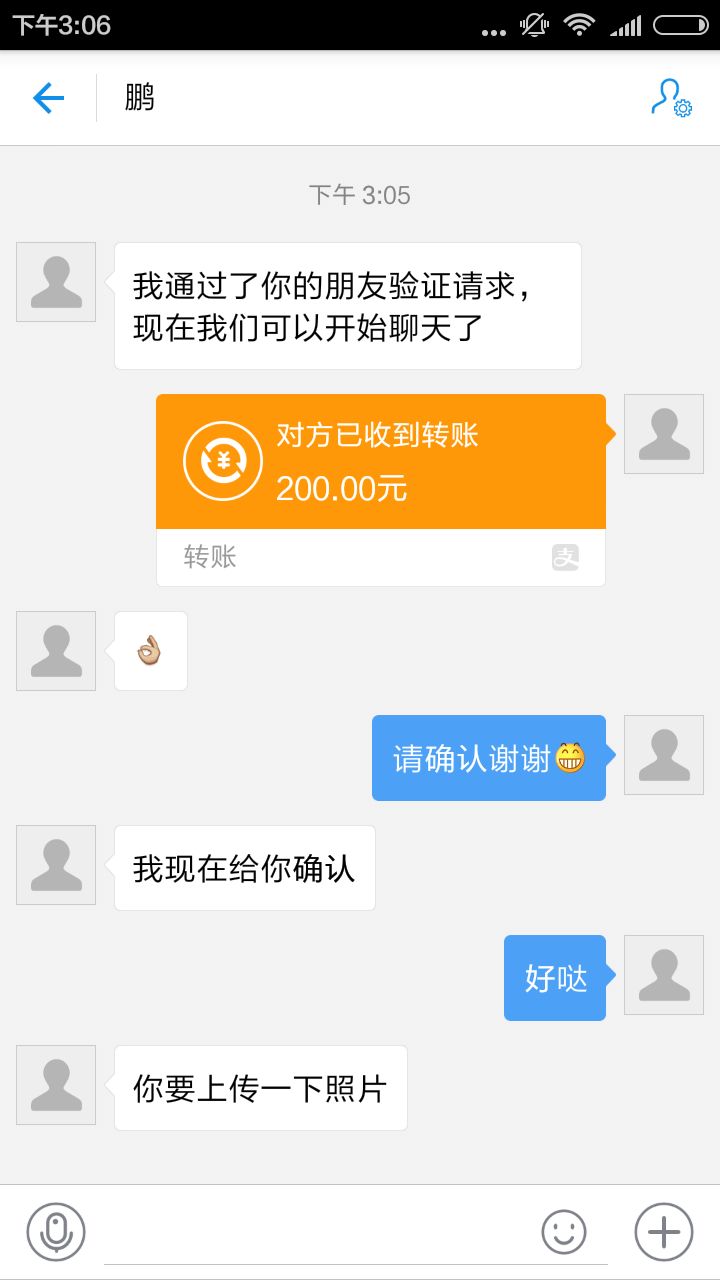 下午3:06
鹏
下午 3:05
我通过了你的朋友验证请求，
现在我们可以开始聊天了
对方已收到转账
200.00元
转账
支
👌🏼
请确认谢谢😁
我现在给你确认
好哒
你要上传一下照片